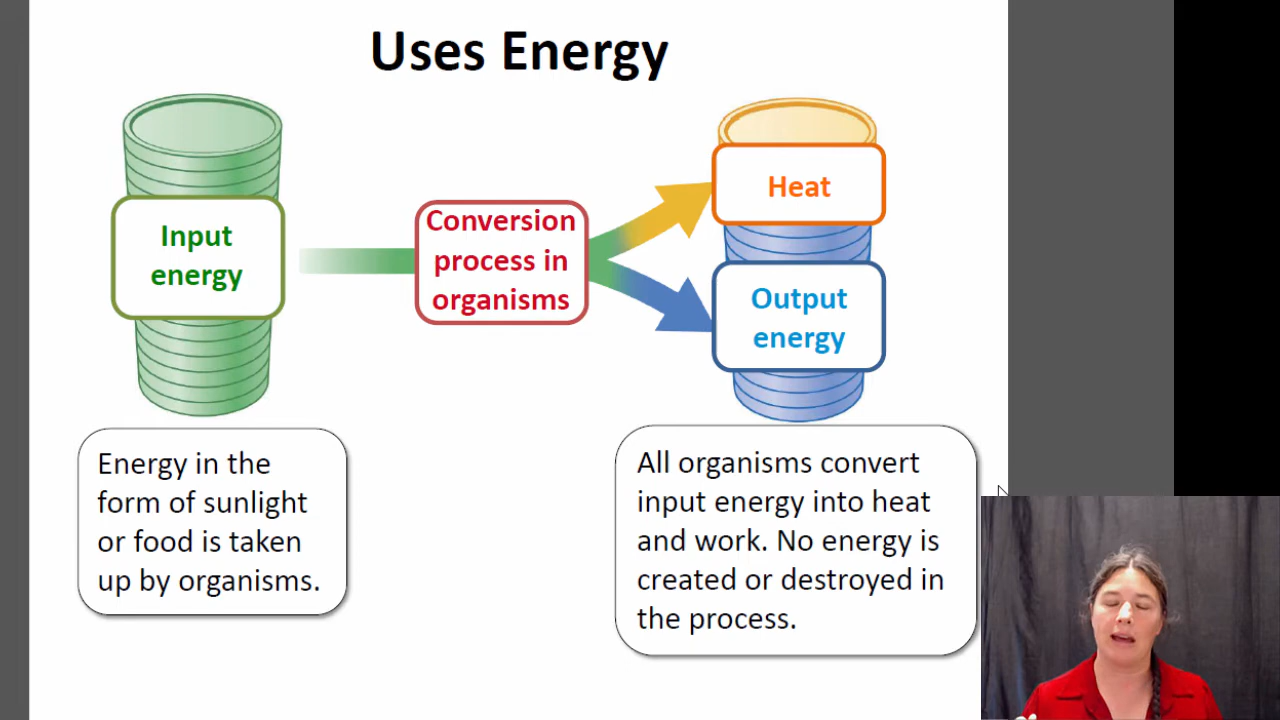 Uses Energy
Input
energy
Conversion
process in
organisms
Heat
Output
energy
Energy in the
form of sunlight
or food is taken
up by organisms.
All organisms convert
input energy into heat
and work. No energy is
created or destroyed in
the process.